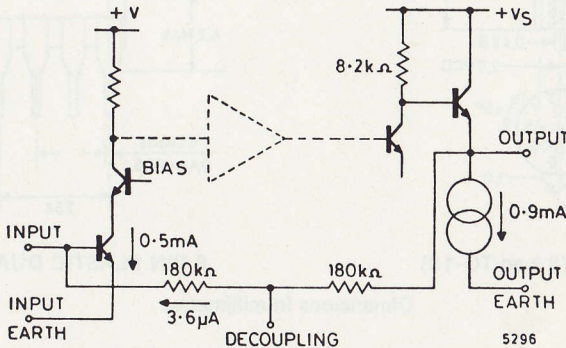 +V
+VS
8·2kΩ
BIAS
OUTPUT
INPUT
0·5mA
0·9mA
180kΩ
180kΩ
INPUT
EARTH
3·6µA
DECOUPLING
OUTPUT
EARTH
5296